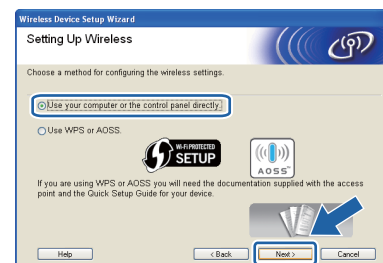 Wireless Device Setup Wizard
Setting Up Wireless
Choose a method for configuring the wireless settings.
Use your computer or the control panel directly.
Use WPS or AOSS.
Wi-Fi PROTECTED
SETUP
AOSS™
If you are using WPS or AOSS you will need the documentation supplied with the access
point and the Quick Setup Guide for your device.
Help
< Back
Next >
Cancel